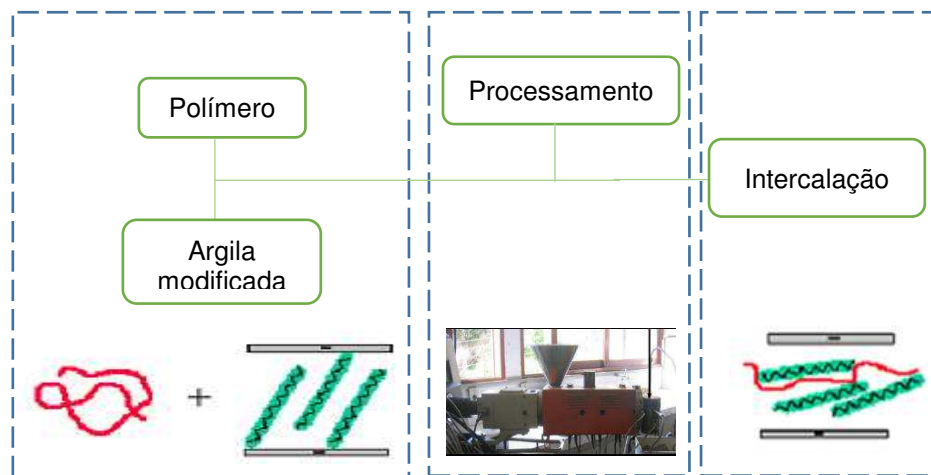 Polímero
Processamento
Intercalação
Argila
modificada
+